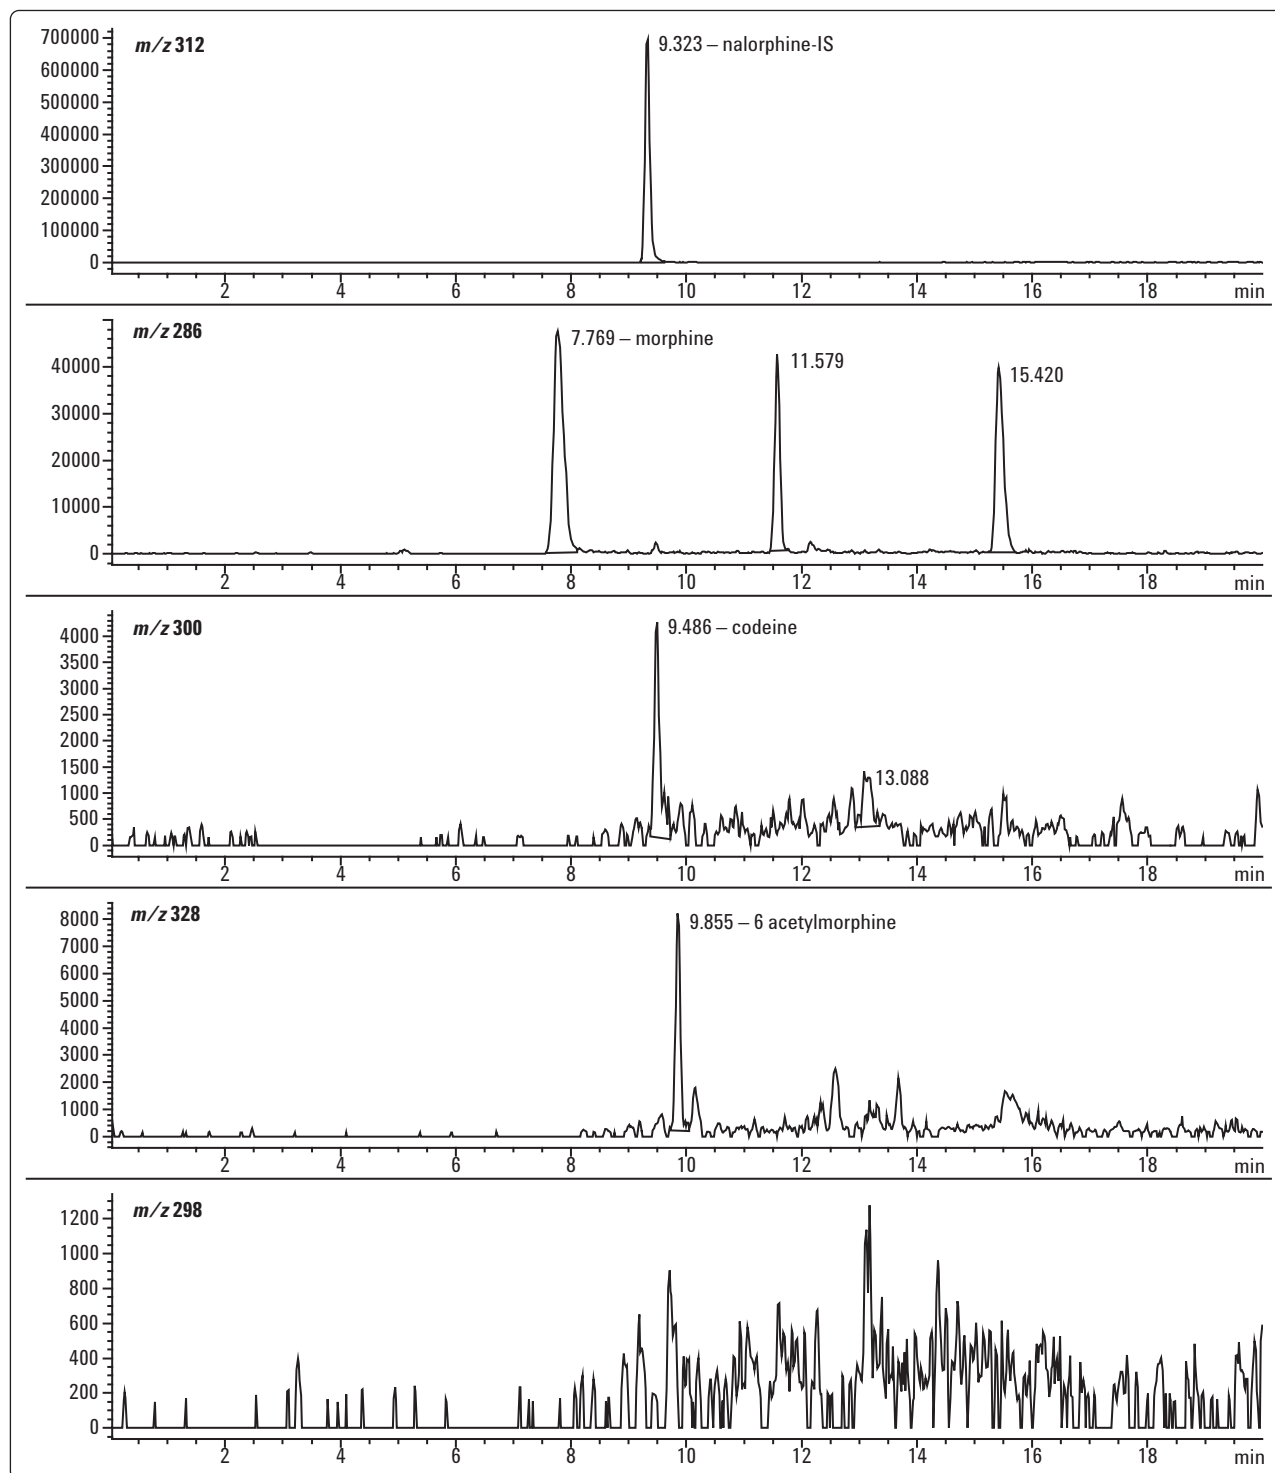 700000
m/z 312
9.323 – nalorphine-IS
600000
500000
400000
300000
200000
100000
0
2 4 6 8 10 12 14 16 18 min
m/z 286
7.769 – morphine
11.579
15.420
40000
30000
20000
10000
0
2 4 6 8 10 12 14 16 18 min
m/z 300
9.486 – codeine
4000
3500
3000
2500
2000
1500
13.088
1000
500
0
2 4 6 8 10 12 14 16 18 min
m/z 328
9.855 – 6 acetylmorphine
8000
7000
6000
5000
4000
3000
2000
1000
0
2 4 6 8 10 12 14 16 18 min
m/z 298
1200
1000
800
600
400
200
0
2 4 6 8 10 12 14 16 18 min